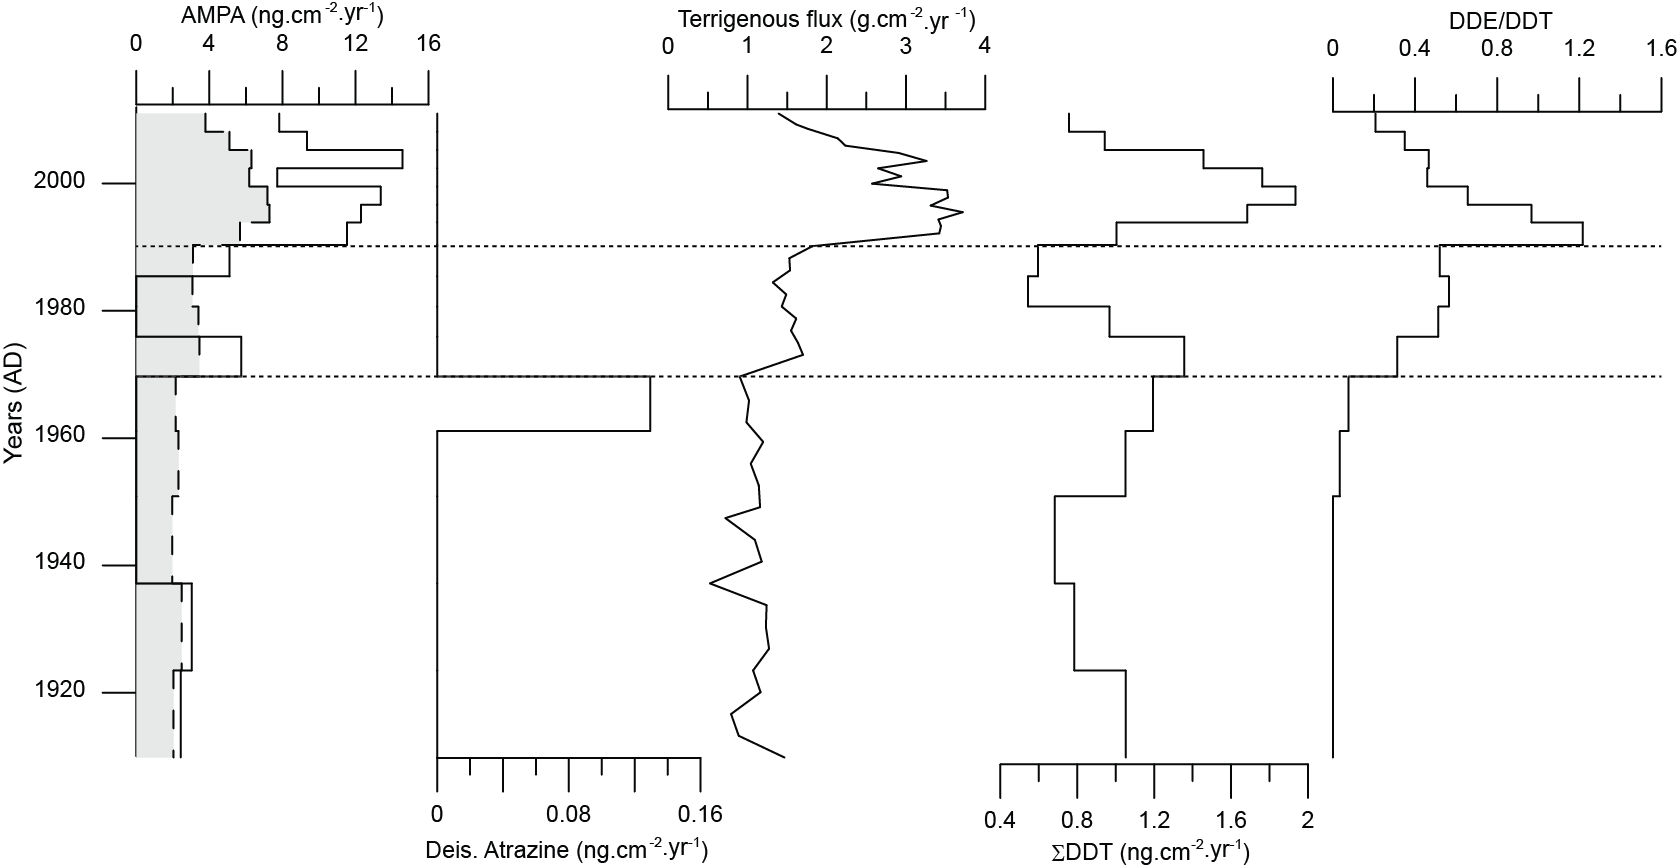 AMPA (ng.cm-2.yr-1)
0 4 8 12 16
Terrigenous flux (g.cm-2.yr -1)
0 1 2 3 4
DDE/DDT
0 0.4 0.8 1.2 1.6
Years (AD)
2000
1980
1960
1940
1920
0 0.08 0.16
Deis. Atrazine (ng.cm-2.yr-1)
0.4 0.8 1.2 1.6 2
ΣDDT (ng.cm-2.yr-1)